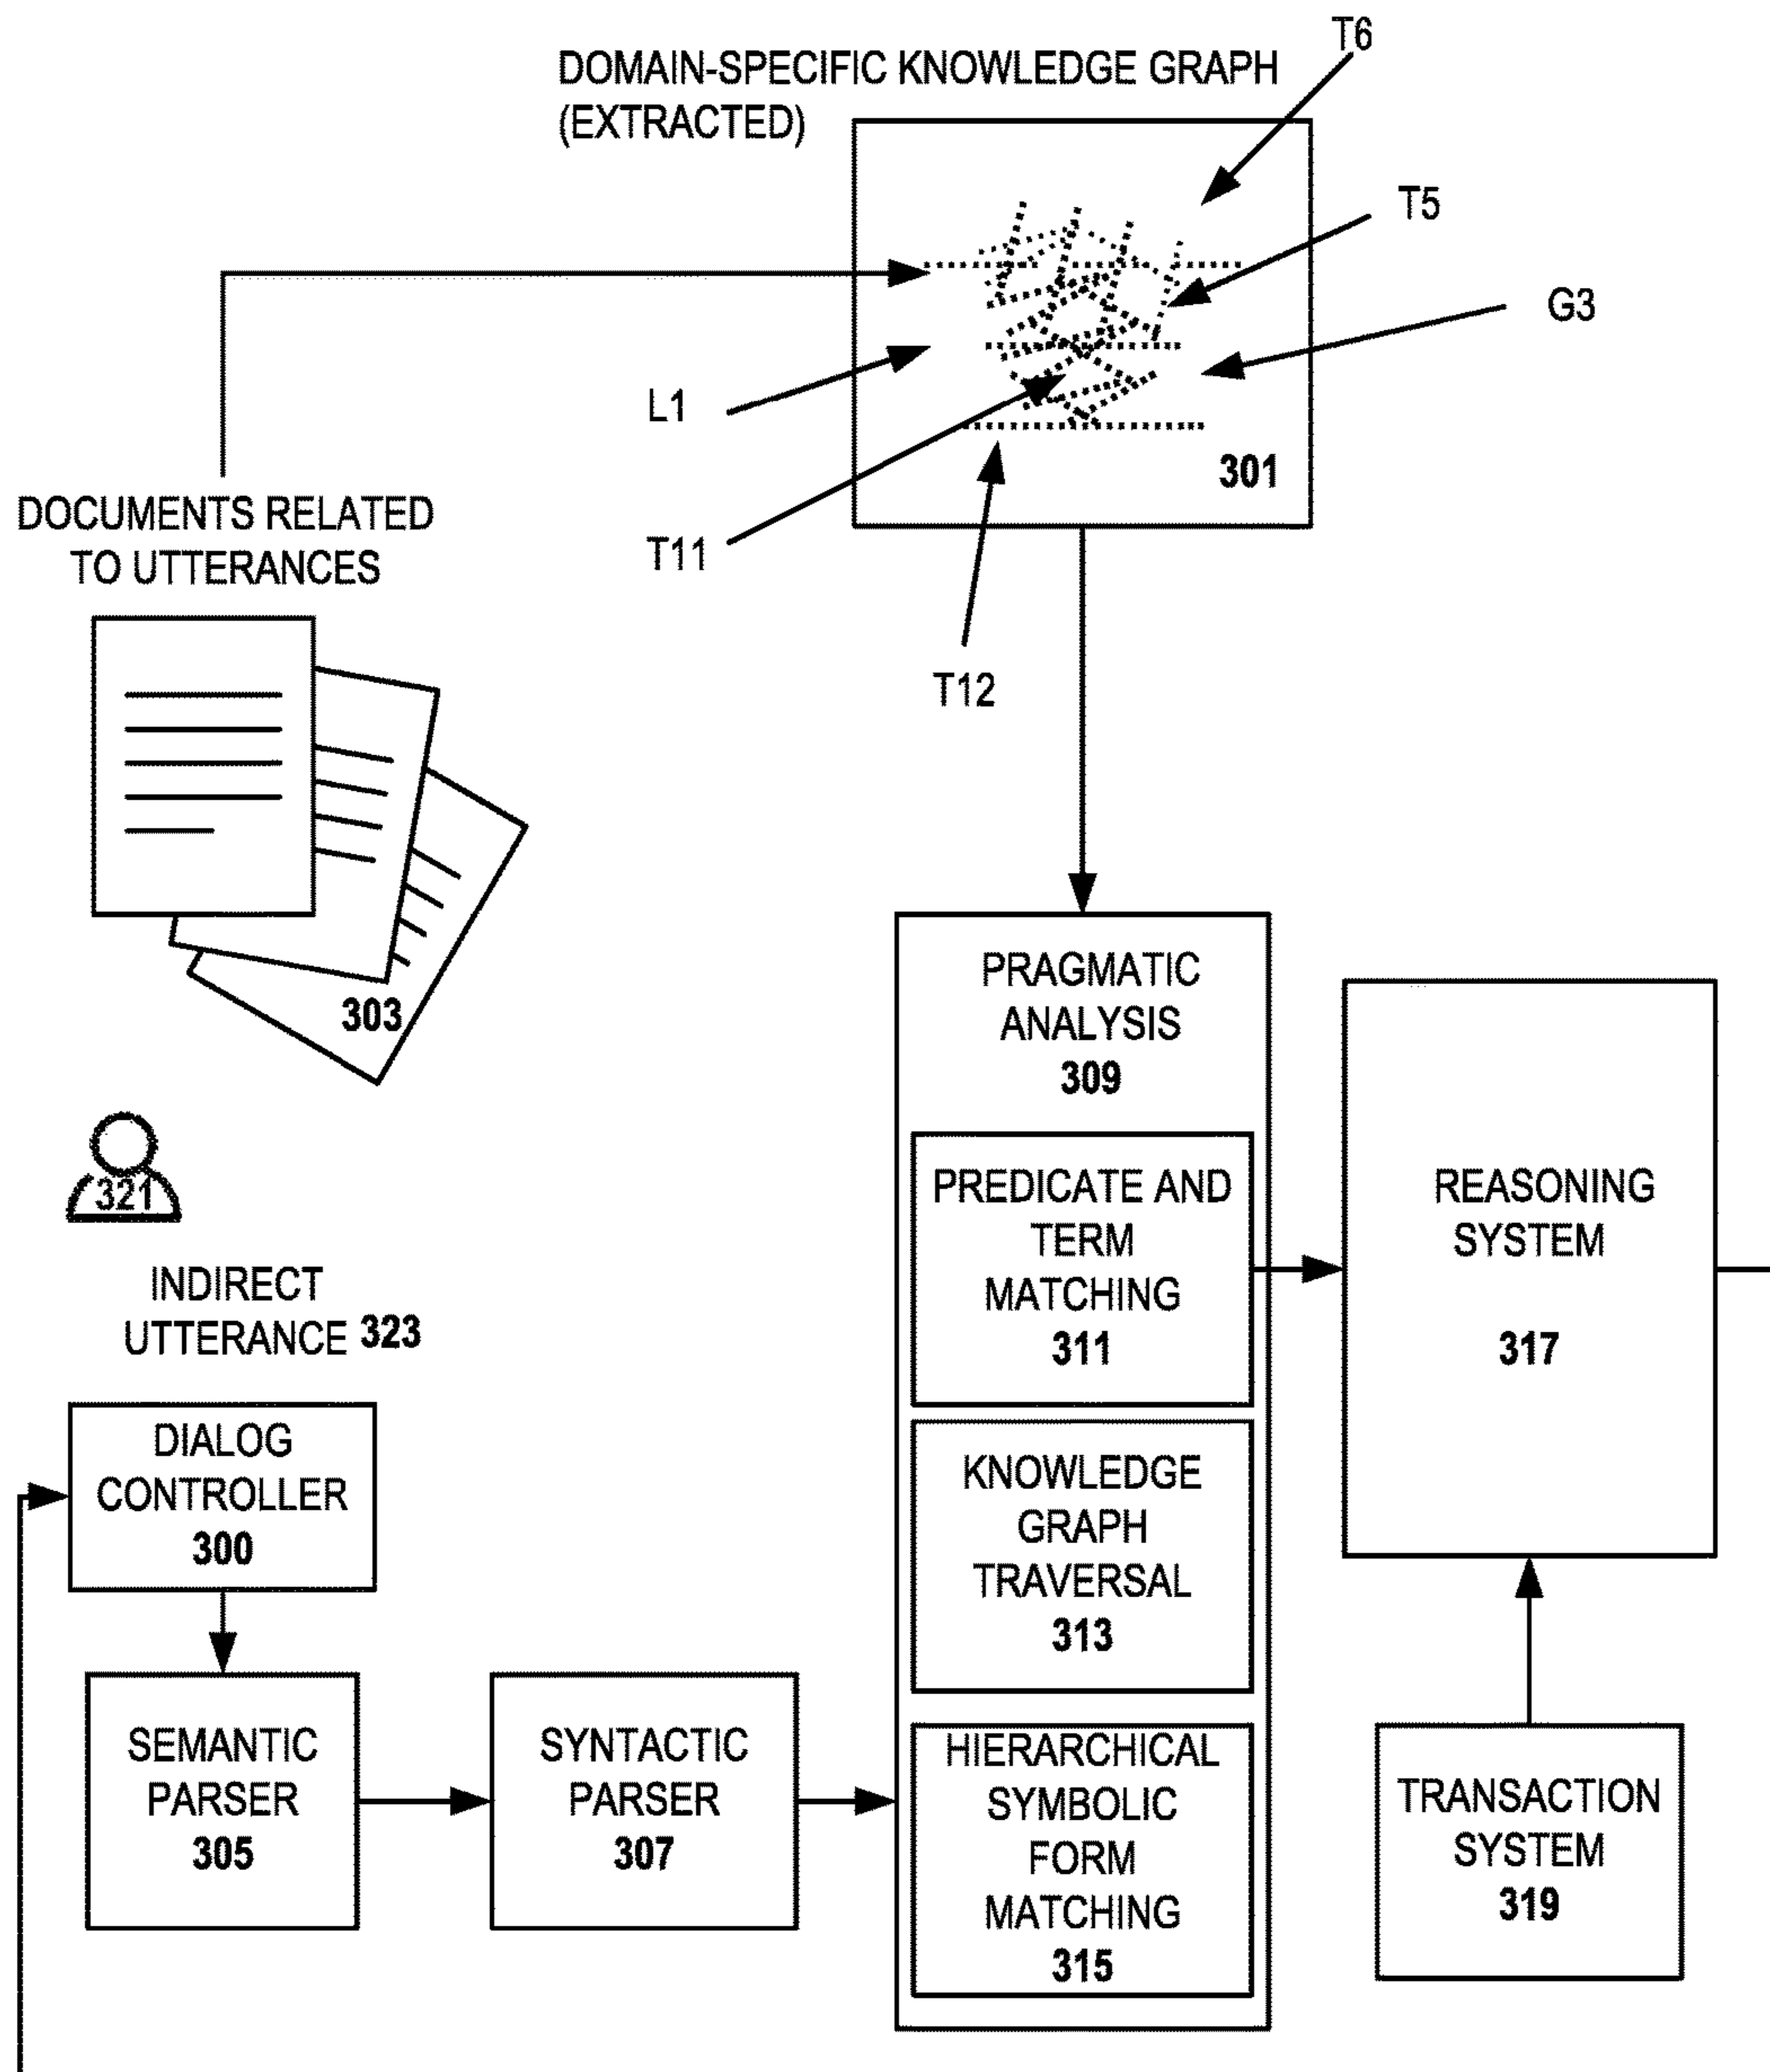 T6
DOMAIN-SPECIFIC KNOWLEDGE GRAPH
(EXTRACTED)
T5
G3
L1
301
T11
T12
DOCUMENTS RELATED
TO UTTERANCES
303
321
INDIRECT
UTTERANCE 323
DIALOG
CONTROLLER
300
SEMANTIC
PARSER
305
SYNTACTIC
PARSER
307
PRAGMATIC
ANALYSIS
309
PREDICATE AND
TERM
MATCHING
311
KNOWLEDGE
GRAPH
TRAVERSAL
313
HIERARCHICAL
SYMBOLIC
FORM
MATCHING
315
REASONING
SYSTEM
317
TRANSACTION
SYSTEM
319